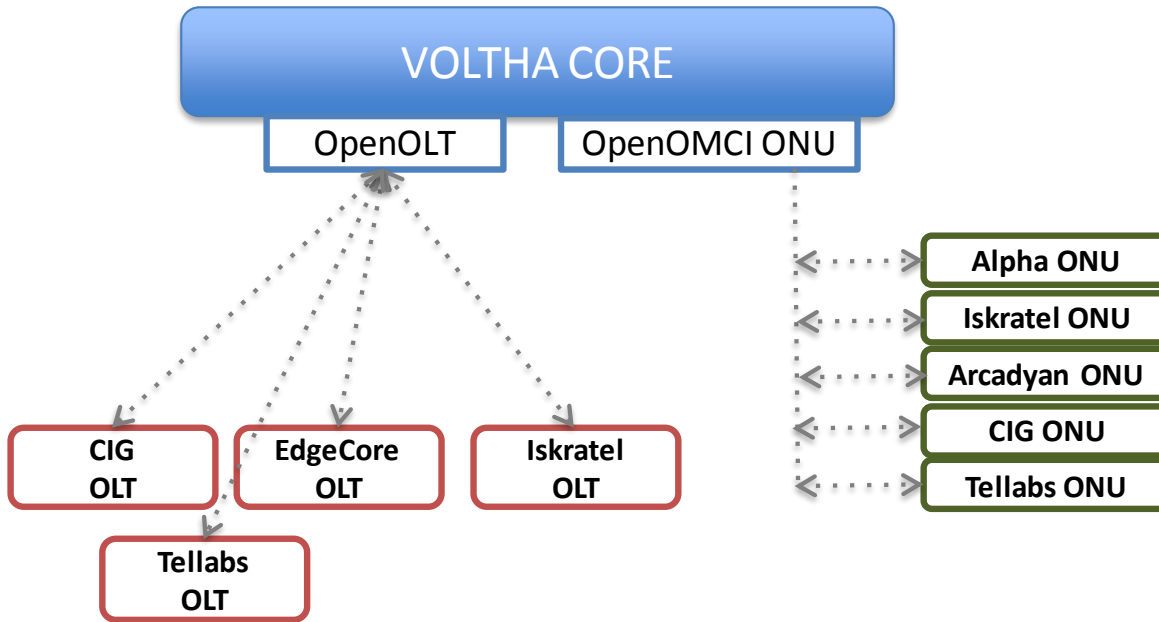 VOLTHA CORE
OpenOLT
OpenOMCI ONU
Alpha ONU
Iskratel ONU
Arcadyan ONU
CIG ONU
Tellabs ONU
CIG
OLT
EdgeCore
OLT
Iskratel
OLT
Tellabs
OLT